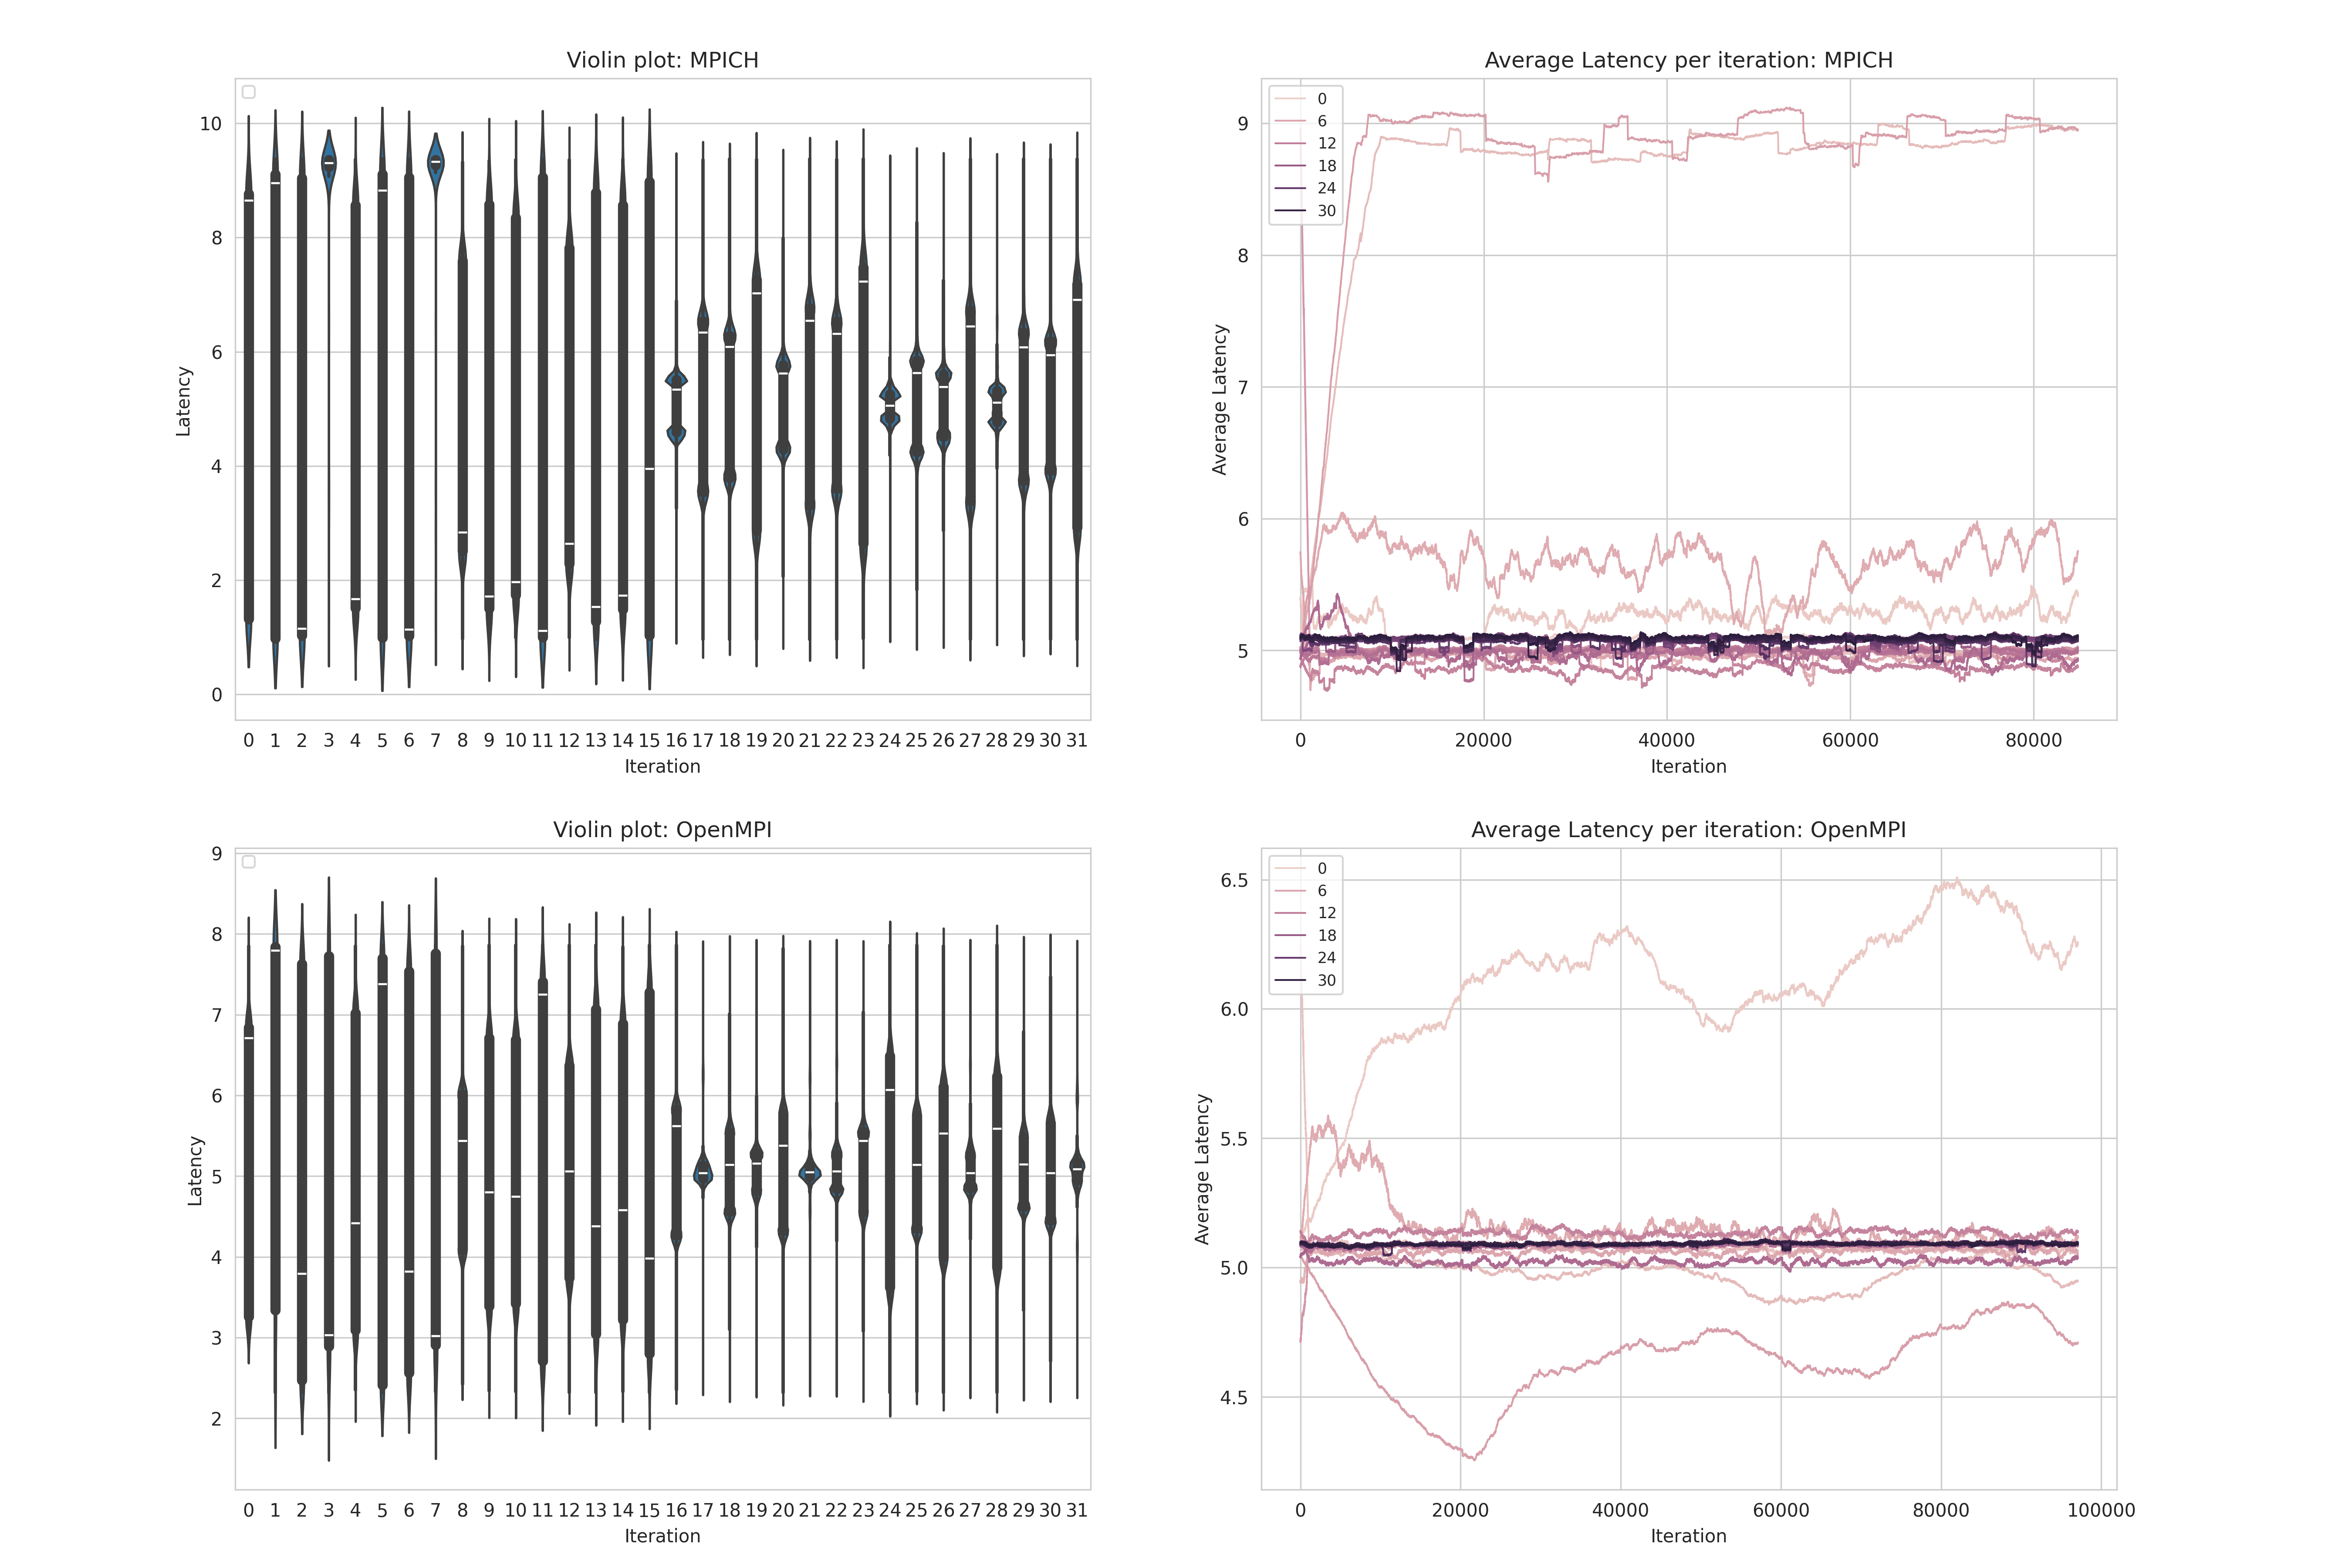 Violin plot: MPICH
Latency
10
8
6
4
2
0
0 1 2 3 4 5 6 7 8 9 10 11 12 13 14 15 16 17 18 19 20 21 22 23 24 25 26 27 28 29 30 31
Iteration
Average Latency per iteration: MPICH
0
6
12
18
24
30
Average Latency
9
8
7
6
5
0 20000 40000 60000 80000
Iteration
Violin plot: OpenMPI
Latency
9
8
7
6
5
4
3
2
0 1 2 3 4 5 6 7 8 9 10 11 12 13 14 15 16 17 18 19 20 21 22 23 24 25 26 27 28 29 30 31
Iteration
Average Latency per iteration: OpenMPI
0
6
12
18
24
30
Average Latency
6.5
6.0
5.5
5.0
4.5
0 20000 40000 60000 80000 100000
Iteration